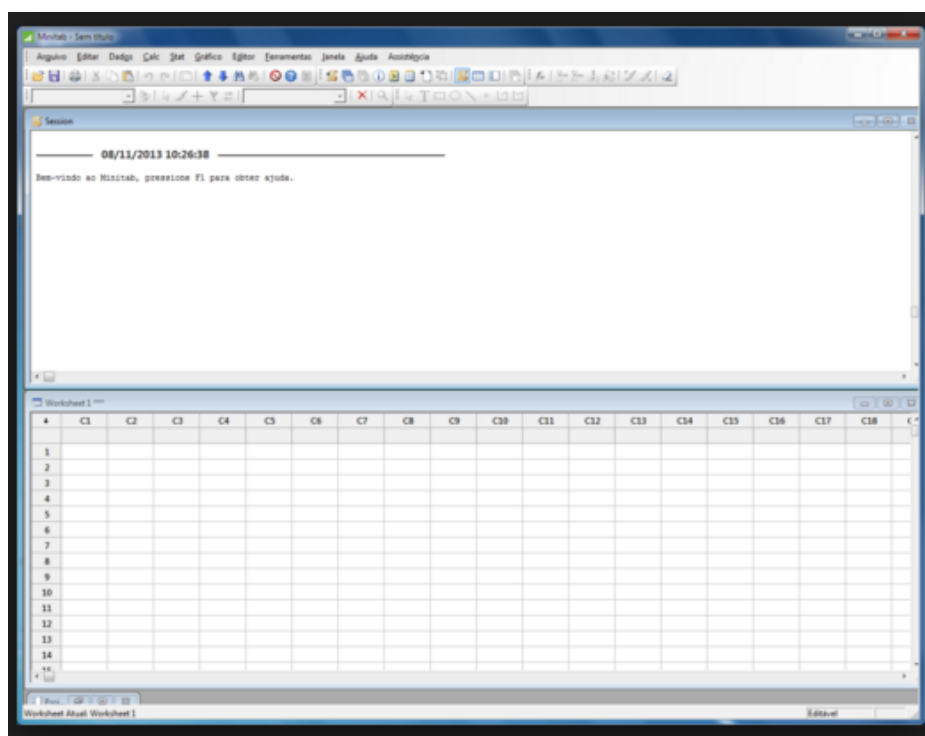 Minitab - Sem título
Arquivo Editar Dados Calc Stat Gráfico Editor Ferramentas Janela Ajuda Assistência
Session
08/11/2013 10:26:38
Bem-vindo ao Minitab, pressione F1 para obter ajuda.
Worksheet 1 ***
C1 C2 C3 C4 C5 C6 C7 C8 C9 C10 C11 C12 C13 C14 C15 C16 C17 C18
1
2
3
4
5
6
7
8
9
10
11
12
13
14
15
Worksheet Atual: Worksheet 1 Editável